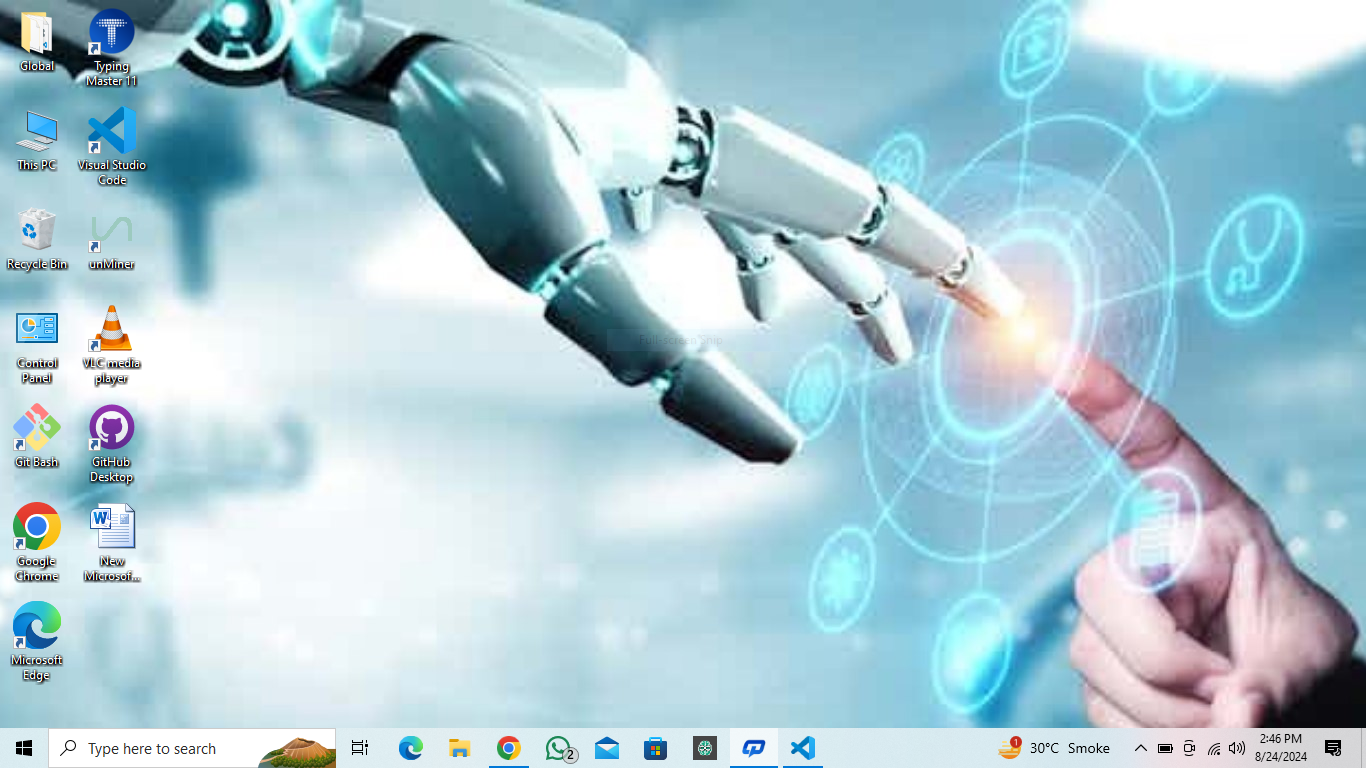 Global
Typing
Master 11
This PC
Visual Studio
Code
Recycle Bin
unMiner
Control
Panel
VLC media
player
Git Bash
GitHub
Desktop
Google
Chrome
New
Microsof...
Microsoft
Edge
Full-screen Snip
Type here to search
2
1
30°C Smoke
2:46 PM
8/24/2024